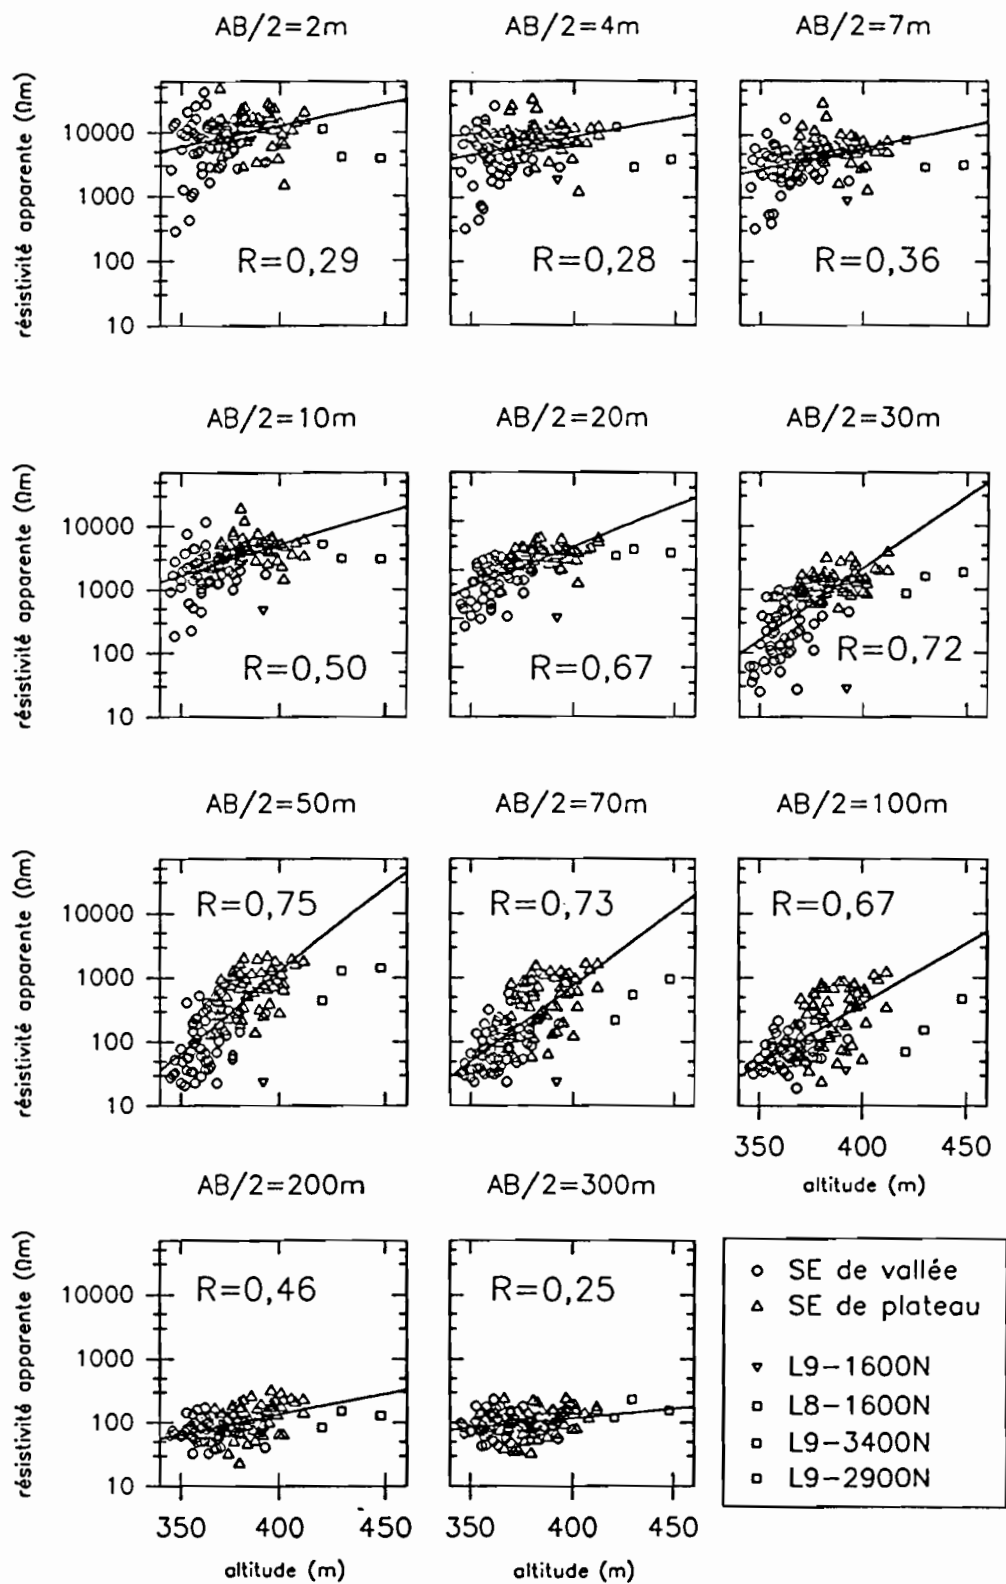 AB/2=2m AB/2=4m AB/2=7m
résistivité apparente (Ωm)
10000
1000
100
10
R=0,29 R=0,28 R=0,36
AB/2=10m AB/2=20m AB/2=30m
résistivité apparente (Ωm)
10000
1000
100
10
R=0,50 R=0,67 R=0,72
AB/2=50m AB/2=70m AB/2=100m
résistivité apparente (Ωm)
10000
1000
100
10
R=0,75 R=0,73 R=0,67
350 400 450
altitude (m)
AB/2=200m AB/2=300m
résistivité apparente (Ωm)
10000
1000
100
10
R=0,46 R=0,25
350 400 450 350 400 450
altitude (m) altitude (m)
SE de vallée
SE de plateau
L9-1600N
L8-1600N
L9-3400N
L9-2900N